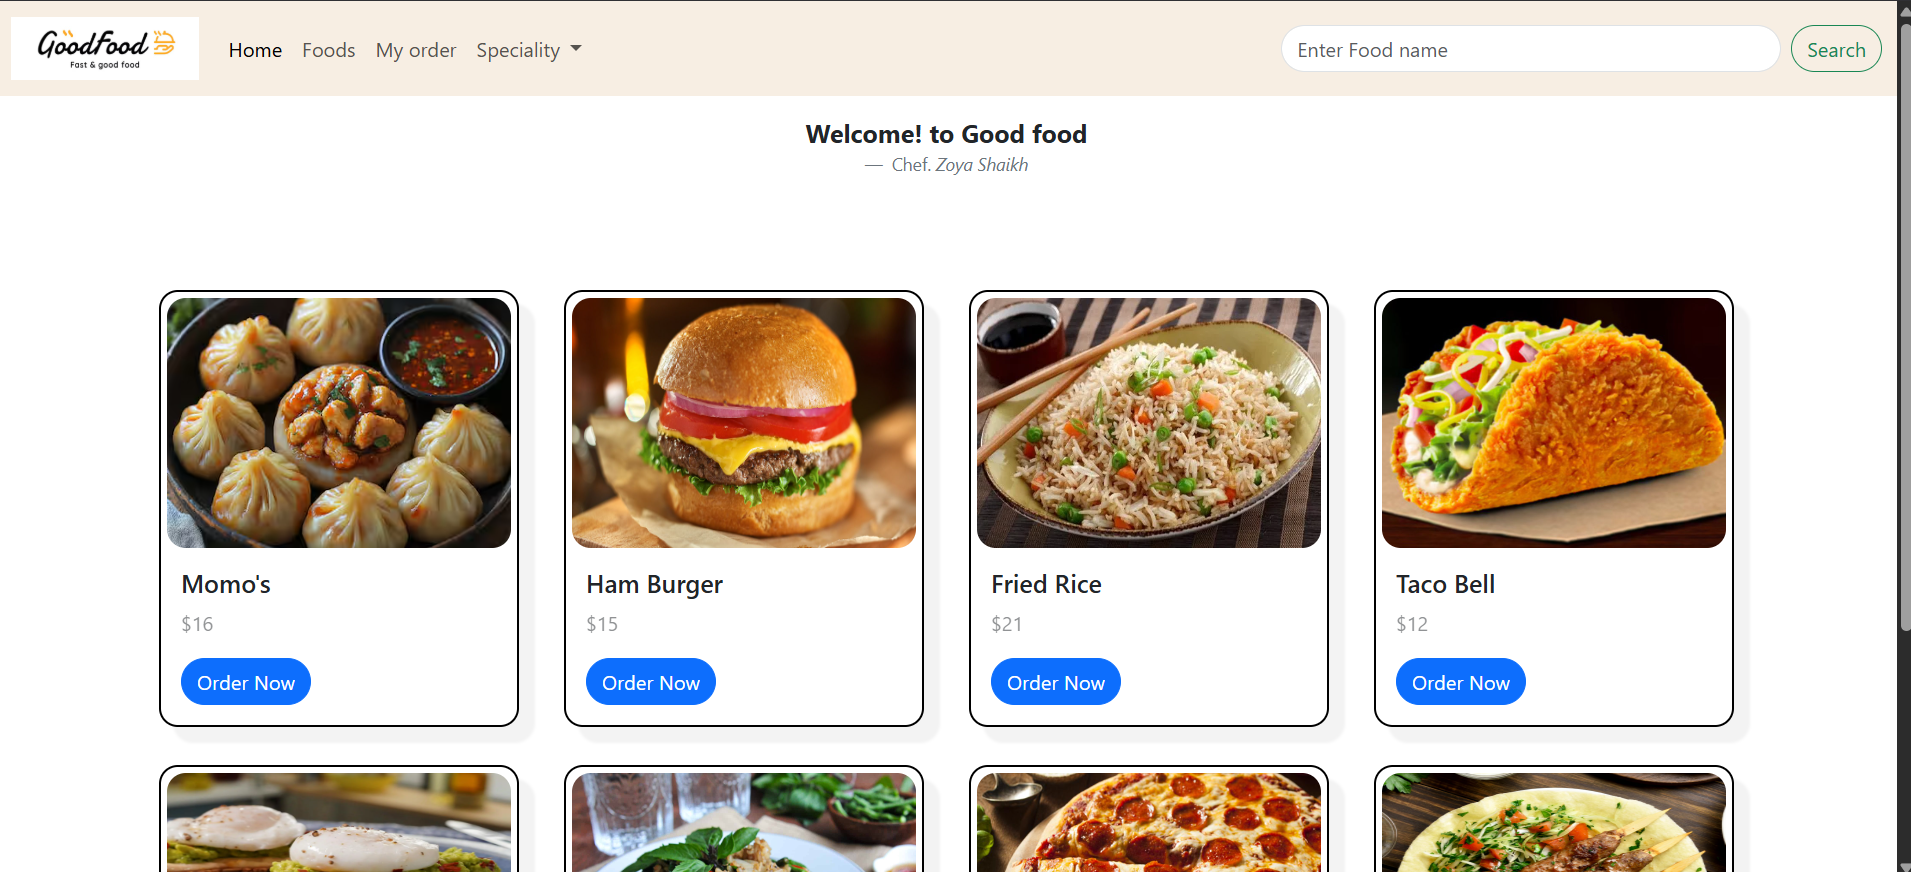 GoodFood
Fast & good food
Home Foods My order Speciality
Enter Food name
Search
Welcome! to Good food
— Chef. Zoya Shaikh
Momo's
$16
Order Now
Ham Burger
$15
Order Now
Fried Rice
$21
Order Now
Taco Bell
$12
Order Now